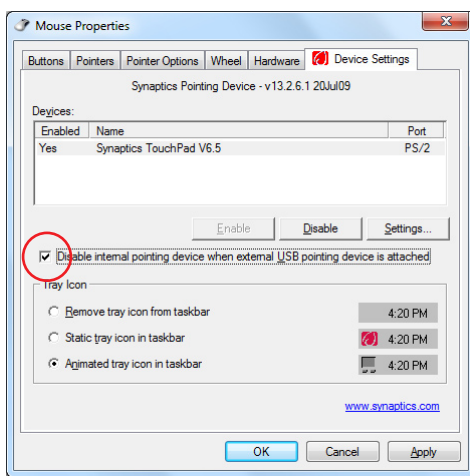 Mouse Properties
Buttons Pointers Pointer Options Wheel Hardware Device Settings
Synaptics Pointing Device - v13.2.6.1 20Jul09
Devices:
Enabled Name Port
Yes Synaptics TouchPad V6.5 PS/2
Enable Disable Settings...
Disable internal pointing device when external USB pointing device is attached
Tray Icon
Remove tray icon from taskbar 4:20 PM
Static tray icon in taskbar 4:20 PM
Animated tray icon in taskbar 4:20 PM
www.synaptics.com
OK Cancel Apply